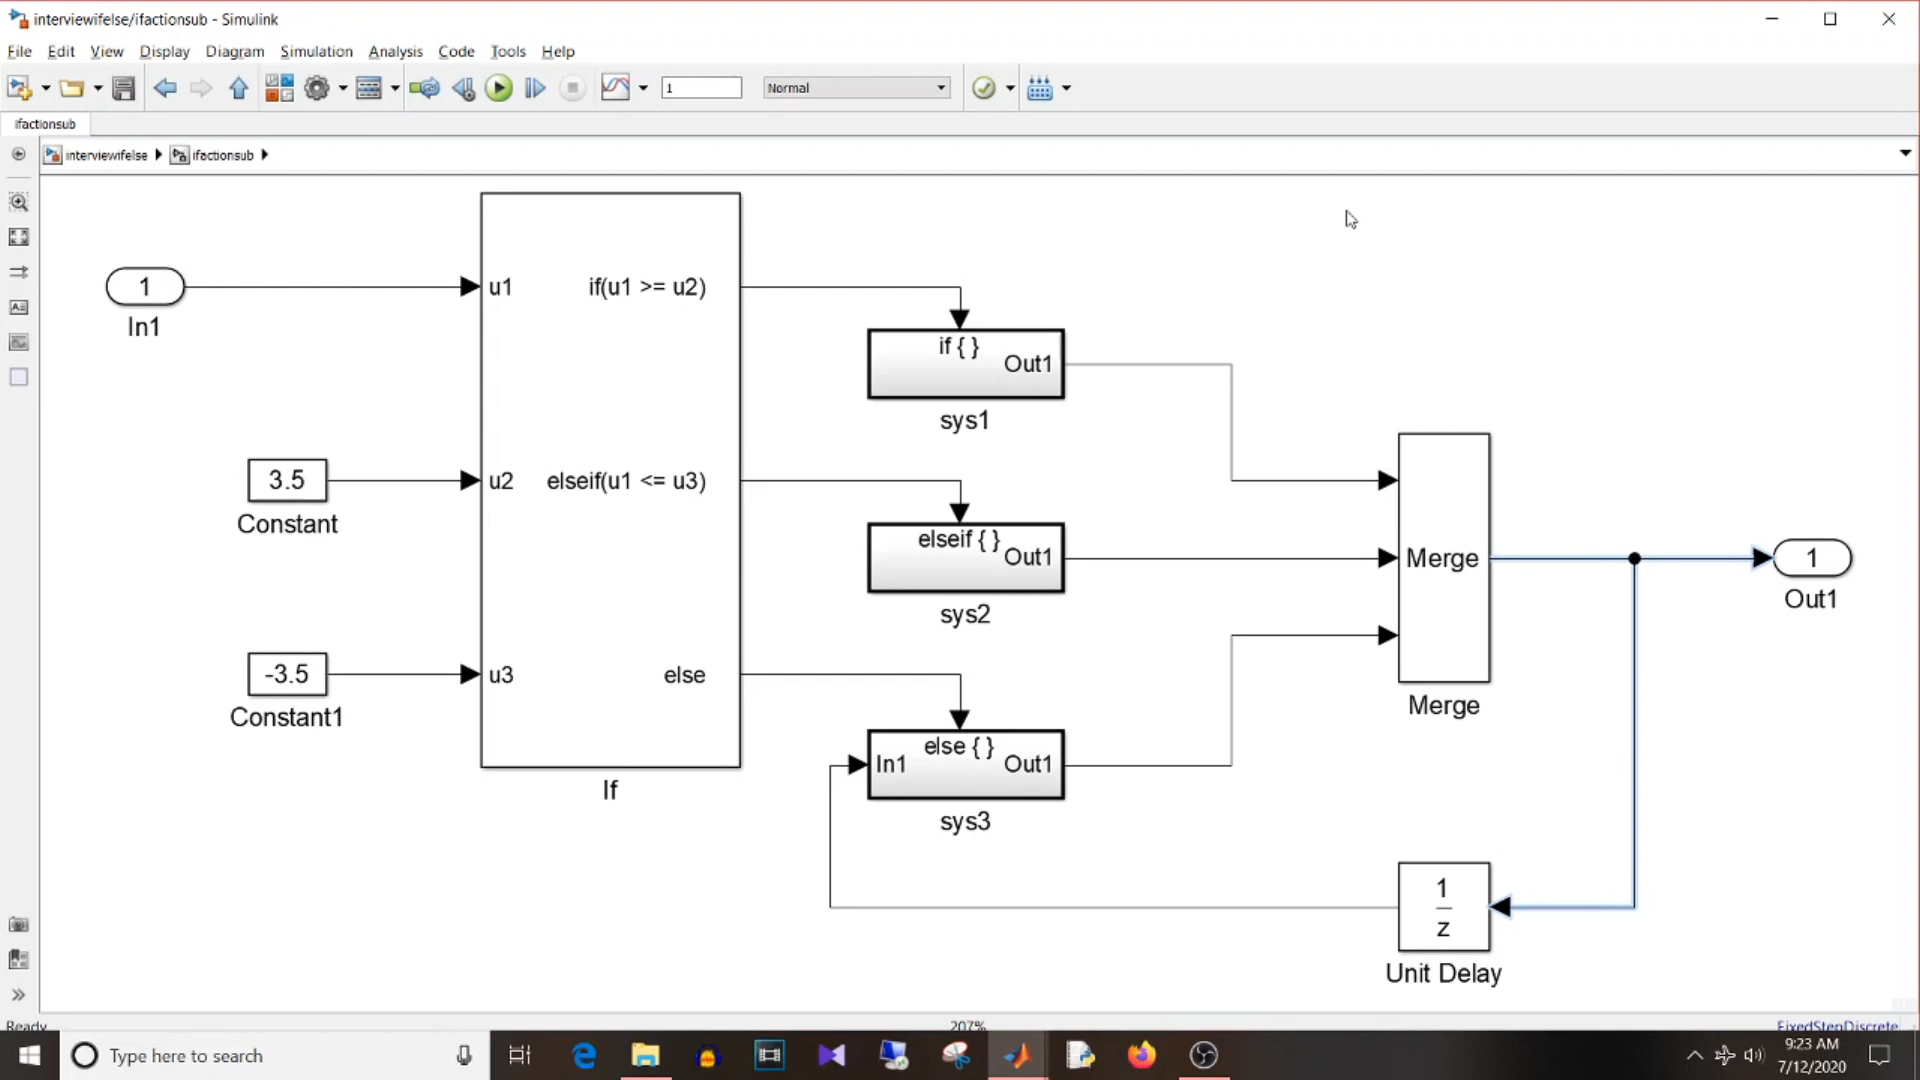 interviewifelse/ifactionsub - Simulink
File Edit View Display Diagram Simulation Analysis Code Tools Help
1 Normal
ifactionsub
interviewifelse ifactionsub
1
In1
u1 if(u1 >= u2)
if { }
Out1
sys1
3.5
Constant
u2 elseif(u1 <= u3)
elseif { }
Out1
sys2
-3.5
Constant1
u3 else
else { }
In1 Out1
sys3
If
Merge
Merge
1
Out1
1
z
Unit Delay
Ready 207% FixedStepDiscrete
Type here to search
9:23 AM
7/12/2020